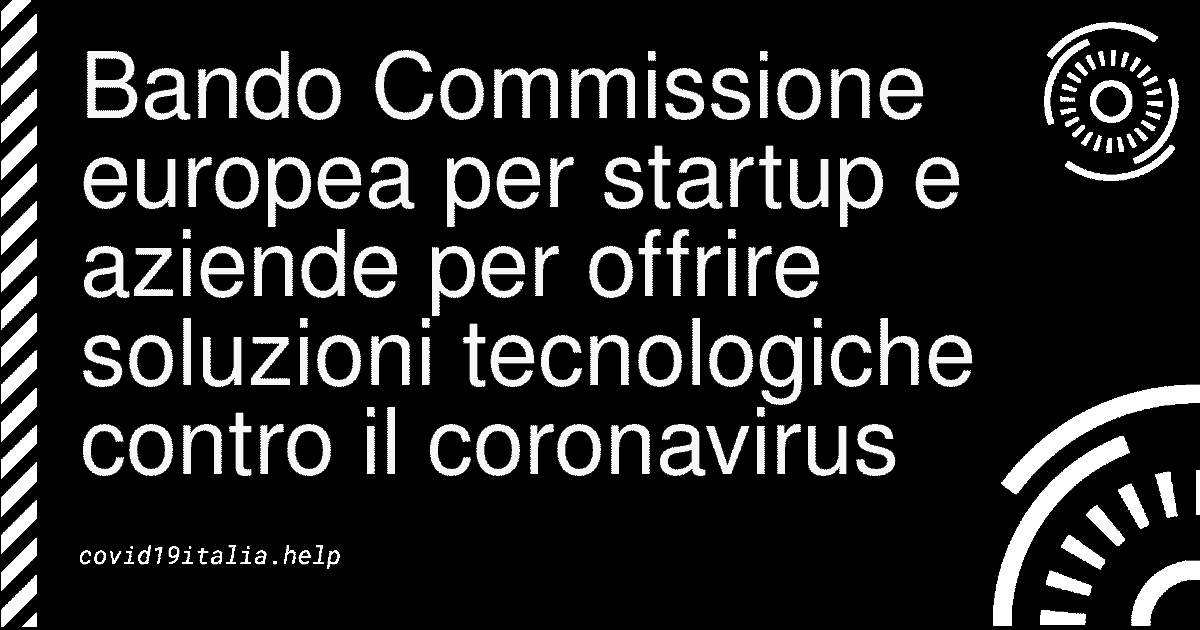 Bando Commissione
europea per startup e
aziende per offrire
soluzioni tecnologiche
contro il coronavirus
covid19italia.help